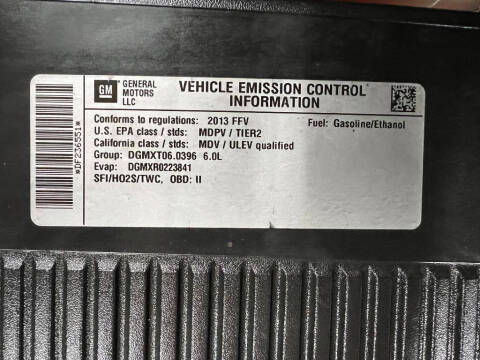 GM
GENERAL
MOTORS
LLC
VEHICLE EMISSION CONTROL
INFORMATION
Conforms to regulations: 2013 FFV
Fuel: Gasoline/Ethanol
U.S. EPA class / stds: MDPV / TIER2
California class / stds: MDV / ULEV qualified
Group: DGMXT06.0396 6.0L
Evap: DGMXR0223841
SFI/HO2S/TWC, OBD: II
*DF236551*